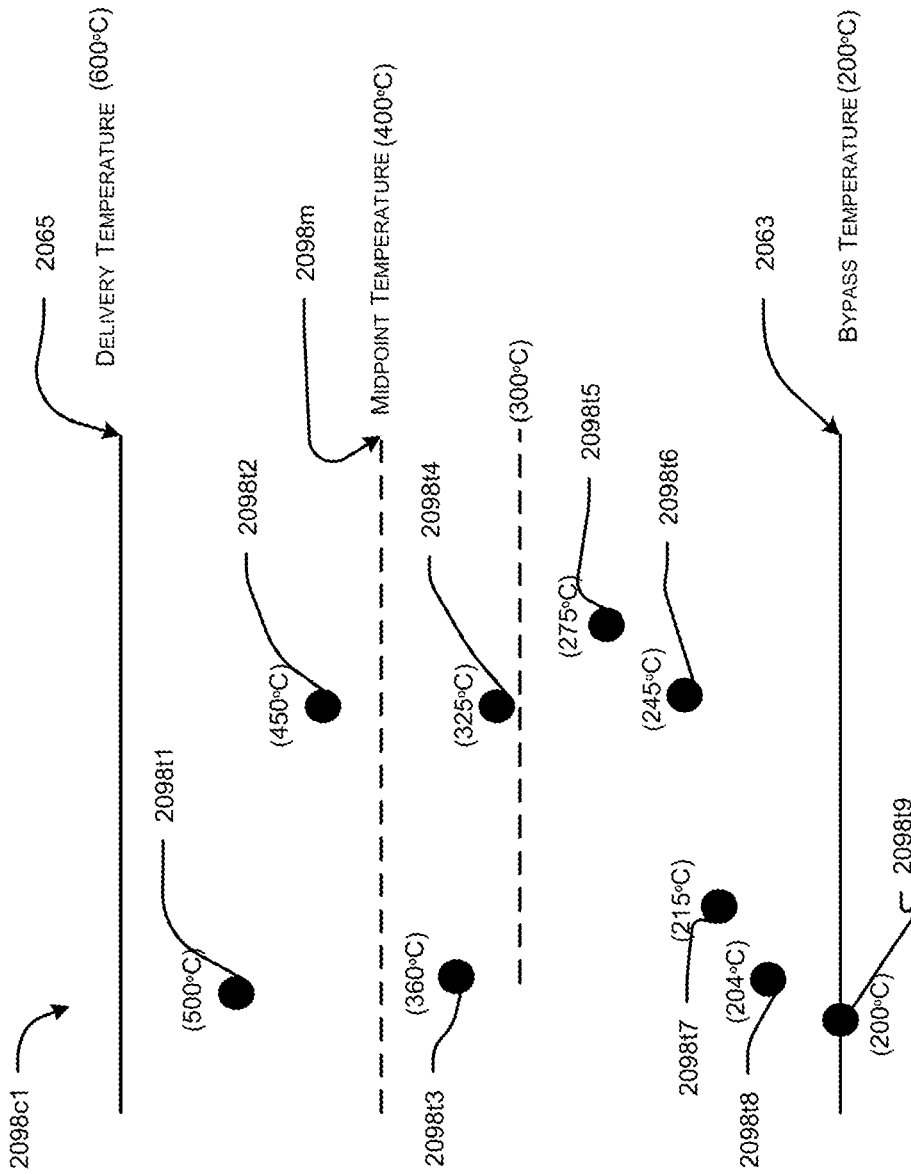 2098c1
2065
DELIVERY TEMPERATURE (600°C)
2098t1
(500°C)
2098t2
(450°C)
2098m
MIDPOINT TEMPERATURE (400°C)
2098t3
(360°C)
2098t4
(325°C)
(300°C)
2098t5
(275°C)
2098t6
(245°C)
2098t7
(215°C)
2098t8
(204°C)
2063
BYPASS TEMPERATURE (200°C)
2098t9
(200°C)